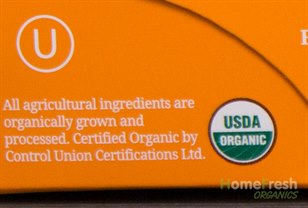 U
All agricultural ingredients are
organically grown and
processed. Certified Organic by
Control Union Certifications Ltd.
USDA
ORGANIC
HomeFresh
ORGANICS